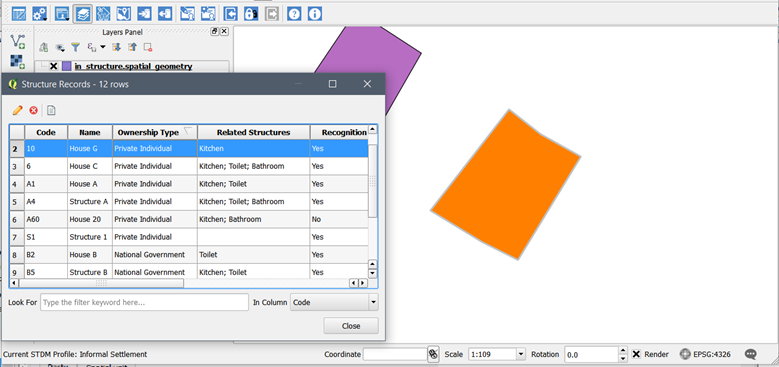 Layers Panel
in_structure.spatial_geometry
Structure Records - 12 rows
Code Name Ownership Type Related Structures Recognition
2 10 House G Private Individual Kitchen Yes
3 6 House C Private Individual Kitchen; Toilet; Bathroom Yes
4 A1 House A Private Individual Kitchen; Toilet Yes
5 A4 Structure A Private Individual Kitchen; Toilet; Bathroom Yes
6 A60 House 20 Private Individual Kitchen; Bathroom No
7 S1 Structure 1 Private Individual Yes
8 B2 House B National Government Toilet Yes
9 B5 Structure B National Government Kitchen; Toilet Yes
Look For Type the filter keyword here... In Column Code
Close
Current STDM Profile: Informal Settlement Coordinate Scale 1:109 Rotation 0.0 Render EPSG:4326